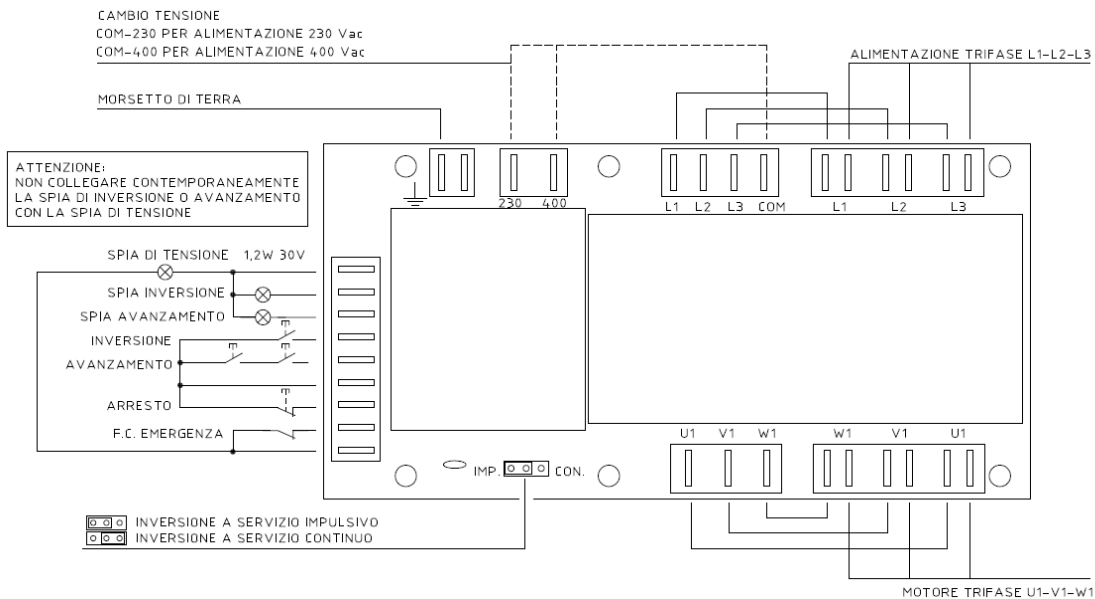 CAMBIO TENSIONE
COM-230 PER ALIMENTAZIONE 230 Vac
COM-400 PER ALIMENTAZIONE 400 Vac
ALIMENTAZIONE TRIFASE L1-L2-L3
MORSETTO DI TERRA
ATTENZIONE:
NON COLLEGARE CONTEMPORANEAMENTE
LA SPIA DI INVERSIONE O AVANZAMENTO
CON LA SPIA DI TENSIONE
230 400
L1 L2 L3 COM
L1 L2 L3
SPIA DI TENSIONE 1,2W 30V
SPIA INVERSIONE
SPIA AVANZAMENTO
INVERSIONE
AVANZAMENTO
ARRESTO
F.C. EMERGENZA
U1 V1 W1
W1 V1 U1
IMP. CON.
INVERSIONE A SERVIZIO IMPULSIVO
INVERSIONE A SERVIZIO CONTINUO
MOTORE TRIFASE U1-V1-W1